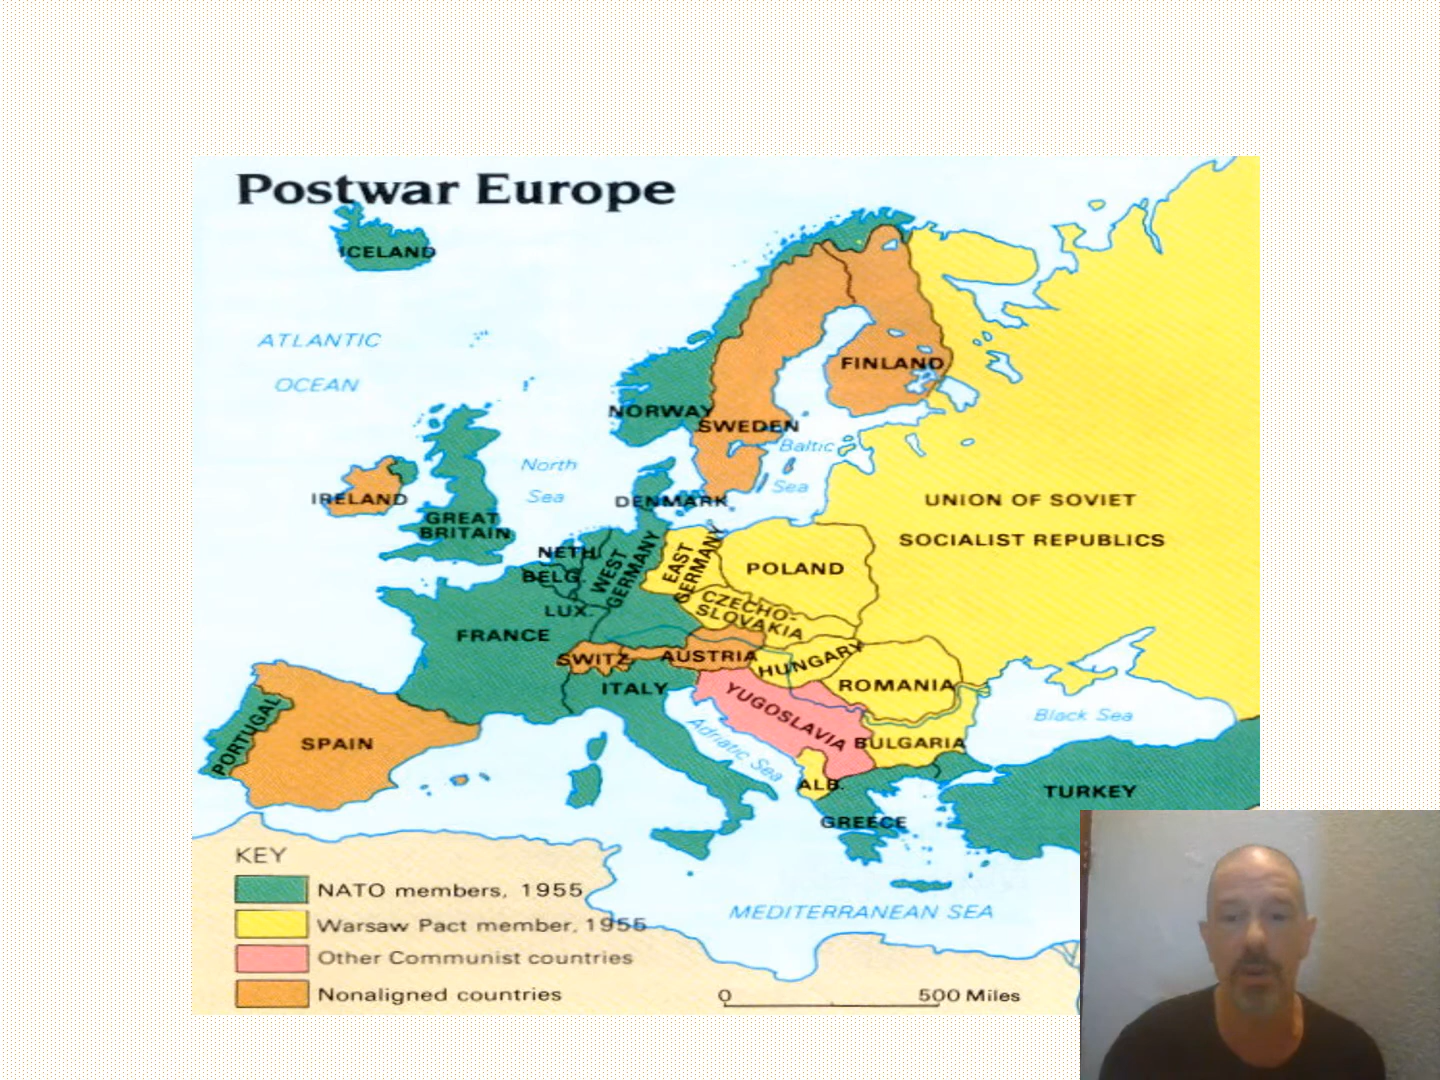 Postwar Europe
ICELAND
ATLANTIC
OCEAN
FINLAND
NORWAY
SWEDEN
Baltic
Sea
North
Sea
IRELAND
DENMARK
GREAT
BRITAIN
UNION OF SOVIET
SOCIALIST REPUBLICS
NETH.
BELG.
LUX.
WEST
GERMANY
EAST
GERMANY
POLAND
CZECHO-
SLOVAKIA
FRANCE
SWITZ.
AUSTRIA
HUNGARY
ROMANIA
ITALY
YUGOSLAVIA
Black Sea
PORTUGAL
SPAIN
Adriatic Sea
BULGARIA
ALB.
TURKEY
GREECE
MEDITERRANEAN SEA
KEY
NATO members, 1955
Warsaw Pact member, 1955
Other Communist countries
Nonaligned countries
0 500 Miles